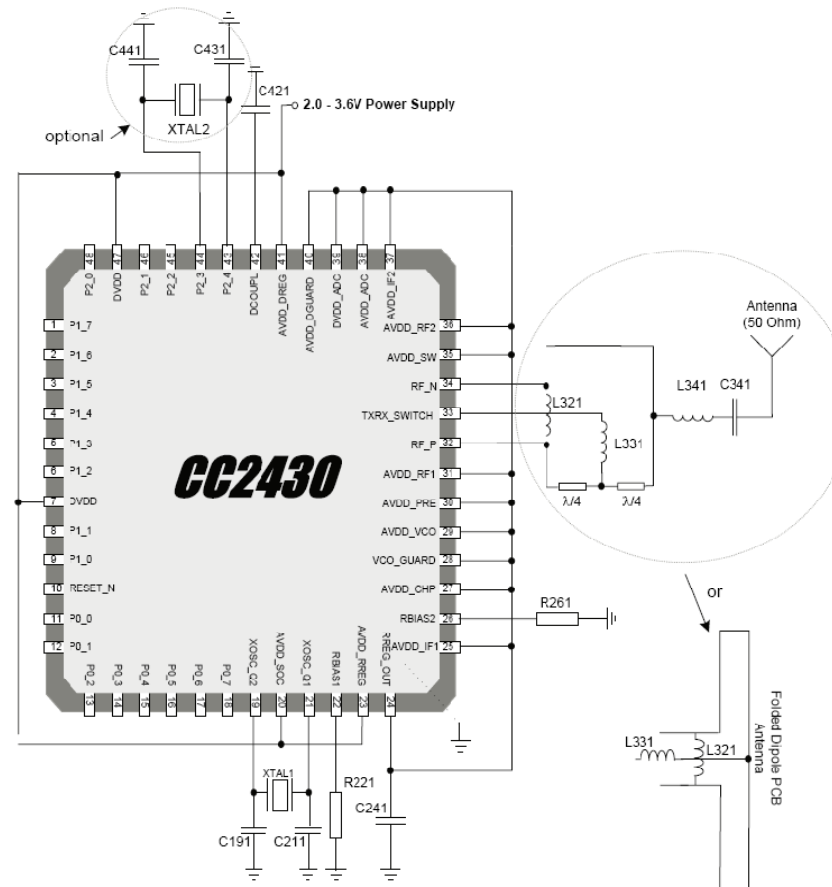 C441
C431
C421
2.0 - 3.6V Power Supply
XTAL2
optional
48 47 46 45 44 43 42 41 40 39 38 37
P2_0
DVDD
P2_1
P2_2
P2_3
P2_4
DCOUPL
AVDD_DREG
AVDD_DGUARD
DVDD_ADC
AVDD_ADC
AVDD_IF2
1 P1_7
2 P1_6
3 P1_5
4 P1_4
5 P1_3
6 P1_2
7 DVDD
8 P1_1
9 P1_0
10 RESET_N
11 P0_0
12 P0_1
CC2430
AVDD_RF2 36
AVDD_SW 35
RF_N 34
TXRX_SWITCH 33
RF_P 32
AVDD_RF1 31
AVDD_PRE 30
AVDD_VCO 29
VCO_GUARD 28
AVDD_CHP 27
RBIAS2 26
AVDD_IF1 25
P0_2
P0_3
P0_4
P0_5
P0_6
P0_7
XOSC_Q2
AVDD_SOC
XOSC_Q1
RBIAS1
AVDD_RREG
RREG_OUT
13 14 15 16 17 18 19 20 21 22 23 24
Antenna
(50 Ohm)
L341
C341
L321
L331
λ/4
λ/4
R261
or
XTAL1
R221
C241
C191
C211
L331
L321
Folded Dipole PCB
Antenna